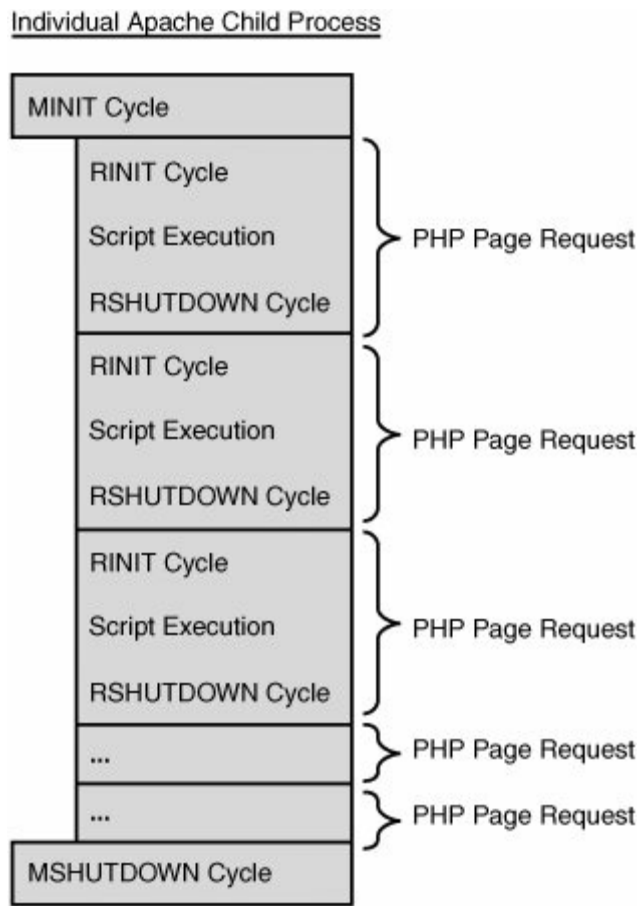 Individual Apache Child Process
MINIT Cycle
RINIT Cycle
Script Execution
RSHUTDOWN Cycle
PHP Page Request
RINIT Cycle
Script Execution
RSHUTDOWN Cycle
PHP Page Request
RINIT Cycle
Script Execution
RSHUTDOWN Cycle
PHP Page Request
...
PHP Page Request
...
PHP Page Request
MSHUTDOWN Cycle